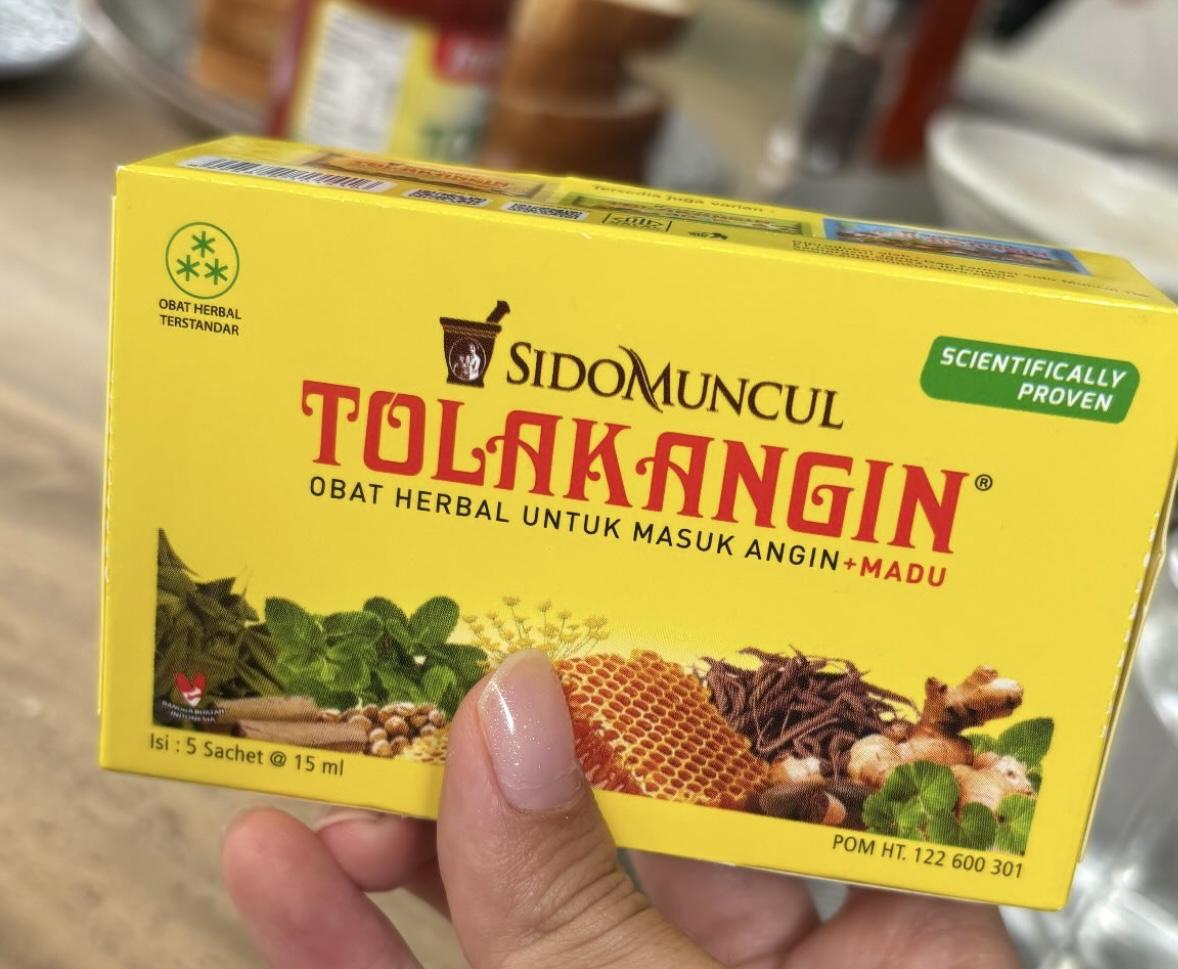 Tersedia juga varian :
TOLAKANGIN
OBAT HERBAL
TERSTANDAR
SIDOMUNCUL
SCIENTIFICALLY
PROVEN
TOLAKANGIN®
OBAT HERBAL UNTUK MASUK ANGIN+MADU
Isi : 5 Sachet @ 15 ml
POM HT. 122 600 301